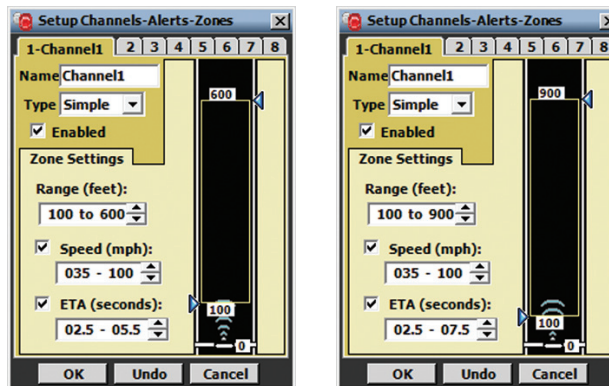 Setup Channels-Alerts-Zones
1-Channel1 2 3 4 5 6 7 8
Name Channel1
Type Simple
Enabled
Zone Settings
Range (feet):
100 to 600
Speed (mph):
035 - 100
ETA (seconds):
02.5 - 05.5
600
100
0
OK Undo Cancel
Setup Channels-Alerts-Zones
1-Channel1 2 3 4 5 6 7 8
Name Channel1
Type Simple
Enabled
Zone Settings
Range (feet):
100 to 900
Speed (mph):
035 - 100
ETA (seconds):
02.5 - 07.5
900
100
0
OK Undo Cancel